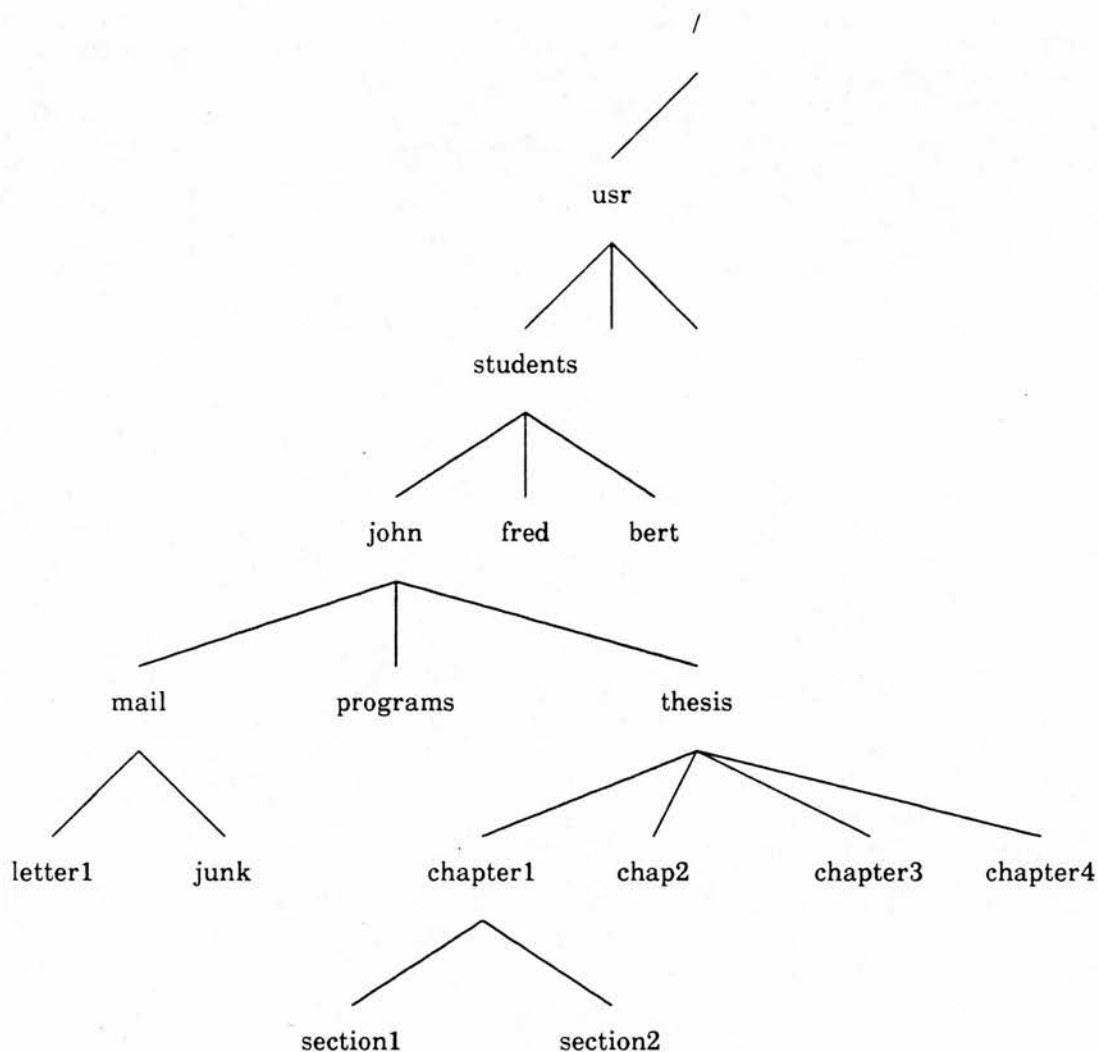 /
usr
students
john fred bert
mail programs thesis
letter1 junk chapter1 chap2 chapter3 chapter4
section1 section2